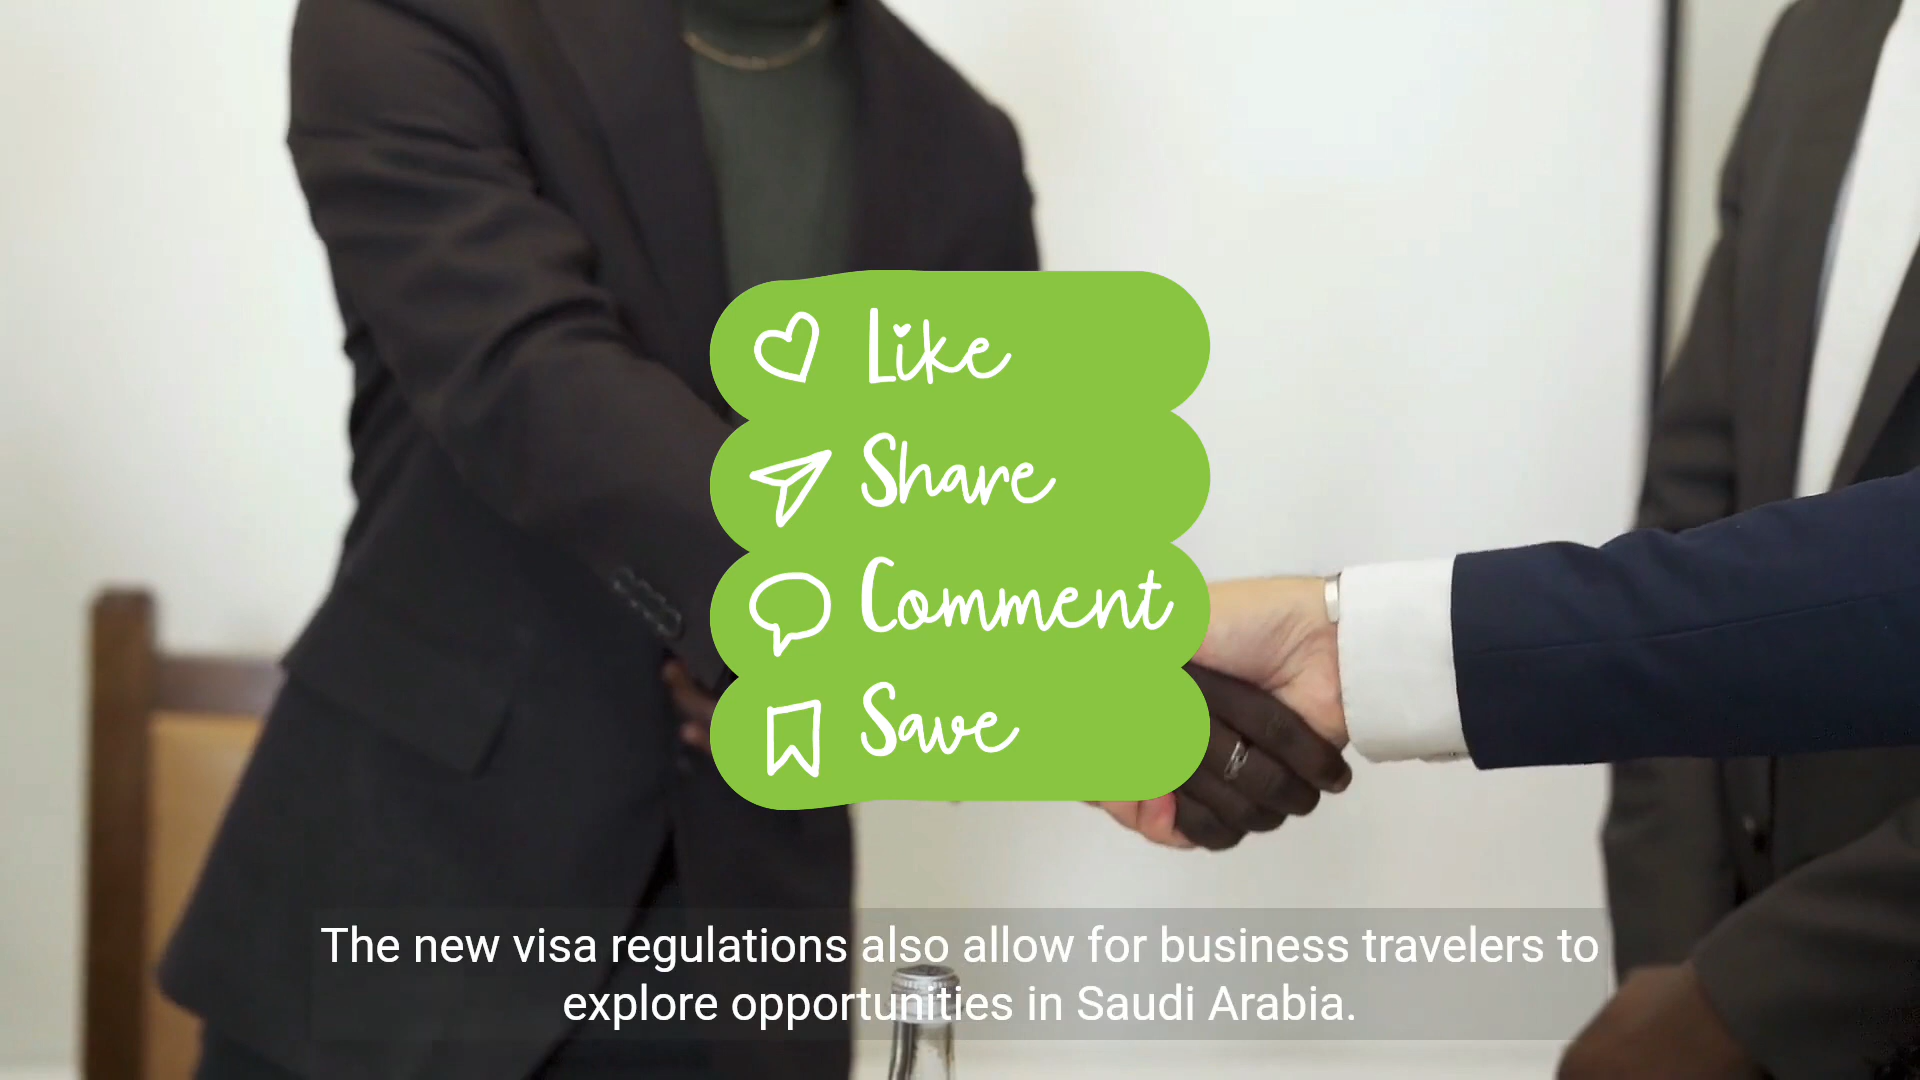 Like
Share
Comment
Save
The new visa regulations also allow for business travelers to
explore opportunities in Saudi Arabia.